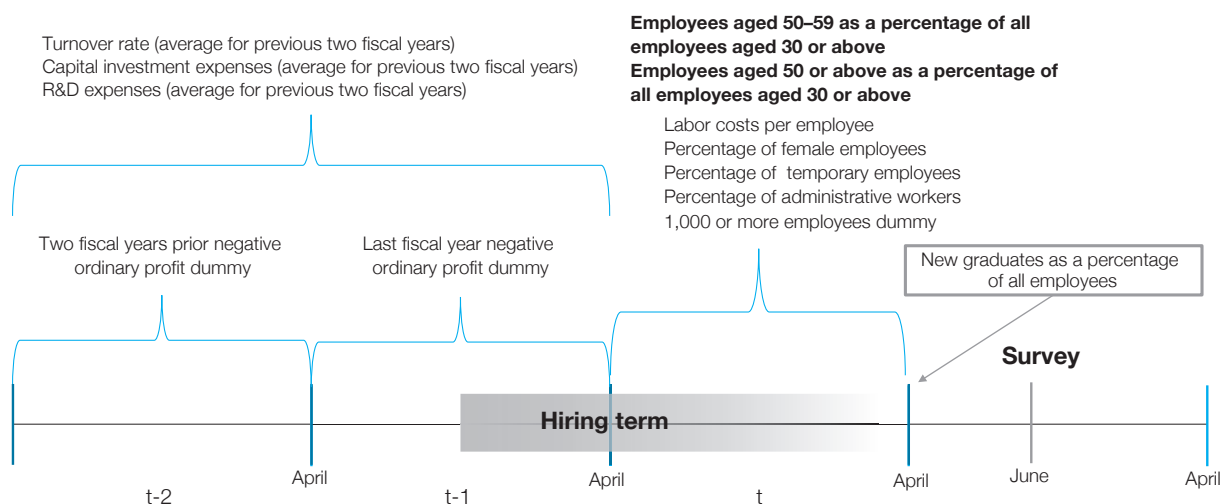 Turnover rate (average for previous two fiscal years)
Capital investment expenses (average for previous two fiscal years)
R&D expenses (average for previous two fiscal years)
Employees aged 50–59 as a percentage of all
employees aged 30 or above
Employees aged 50 or above as a percentage of
all employees aged 30 or above
Labor costs per employee
Percentage of female employees
Percentage of temporary employees
Percentage of administrative workers
1,000 or more employees dummy
Two fiscal years prior negative
ordinary profit dummy
Last fiscal year negative
ordinary profit dummy
New graduates as a percentage
of all employees
Survey
Hiring term
April
April
April
June
April
t-2
t-1
t